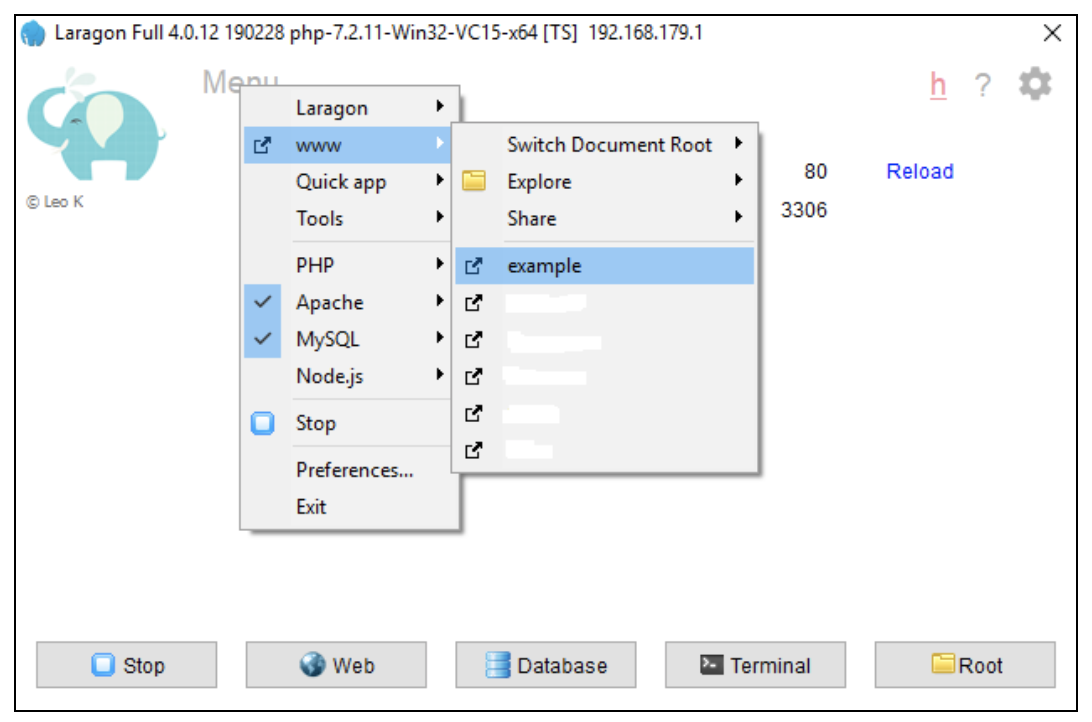 Laragon Full 4.0.12 190228 php-7.2.11-Win32-VC15-x64 [TS] 192.168.179.1
Menu
h ?
© Leo K
Laragon
www
Quick app
Tools
PHP
Apache
MySQL
Node.js
Stop
Preferences...
Exit
Switch Document Root
Explore
Share
example
80 Reload
3306
Stop
Web
Database
Terminal
Root